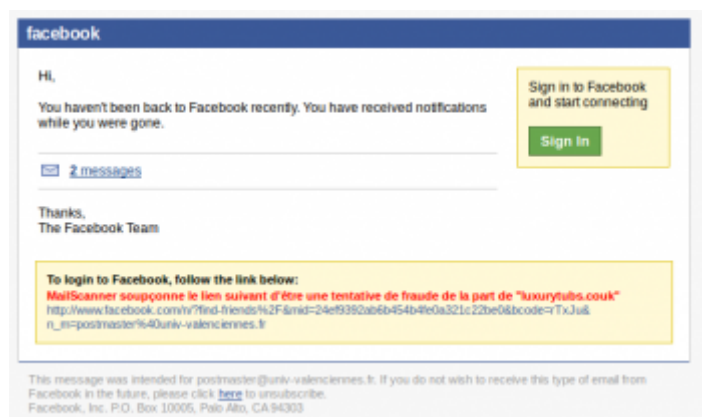 facebook
Hi,
You haven't been back to Facebook recently. You have received notifications
while you were gone.
2 messages
Thanks,
The Facebook Team
Sign in to Facebook
and start connecting
Sign In
To login to Facebook, follow the link below:
MailScanner soupçonne le lien suivant d'être une tentative de fraude de la part de "luxurytubs.couk"
http://www.facebook.com/n/?find-friends%2F&mid=24ef9392ab6b454b4fe0a321c22be0&bcode=rTxJu&
n_m=postmaster%40univ-valenciennes.fr
This message was intended for postmaster@univ-valenciennes.fr. If you do not wish to receive this type of email from
Facebook in the future, please click here to unsubscribe.
Facebook, Inc. P.O. Box 10005, Palo Alto, CA 94303